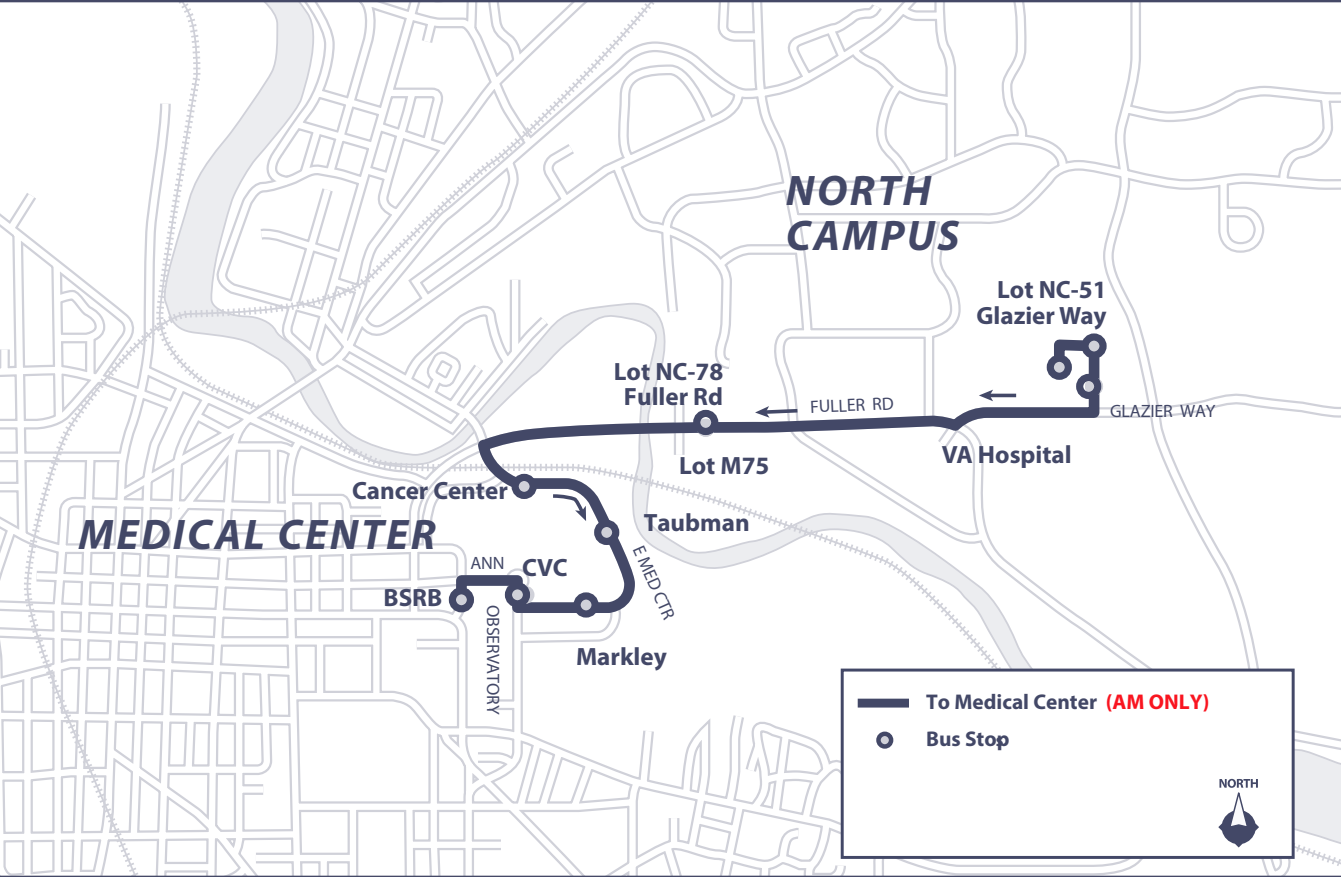 NORTH
CAMPUS
Lot NC-51
Glazier Way
Lot NC-78
Fuller Rd
FULLER RD
GLAZIER WAY
VA Hospital
Lot M75
Cancer Center
MEDICAL CENTER
Taubman
E MED CTR
ANN
CVC
BSRB
OBSERVATORY
Markley
To Medical Center (AM ONLY)
Bus Stop
NORTH